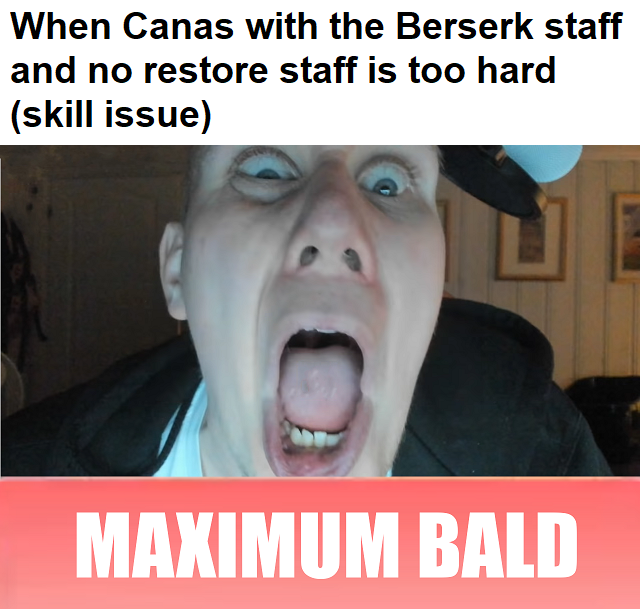 When Canas with the Berserk staff
and no restore staff is too hard
(skill issue)
MAXIMUM BALD